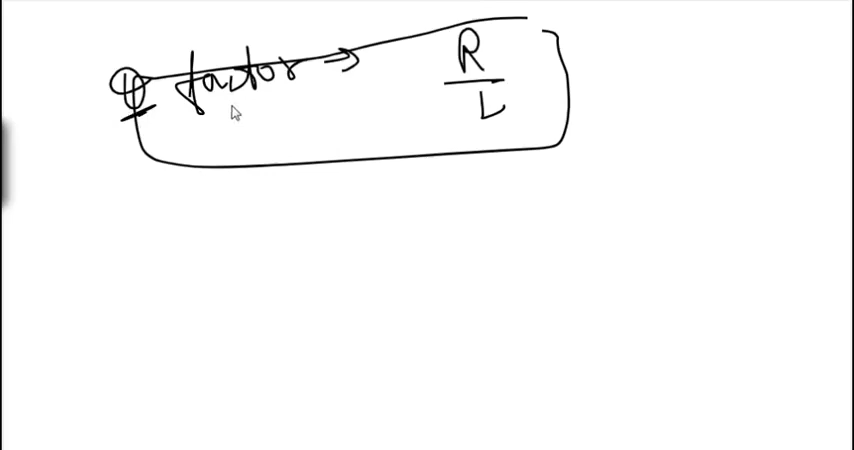 φ factor → R/L